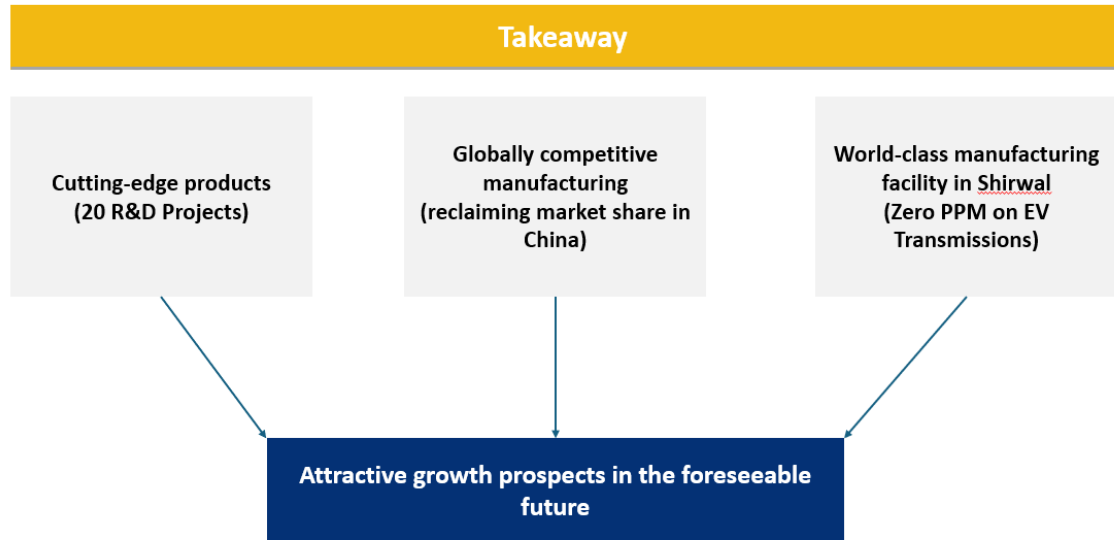 Takeaway
Cutting-edge products
(20 R&D Projects)
Globally competitive
manufacturing
(reclaiming market share in
China)
World-class manufacturing
facility in Shirwal
(Zero PPM on EV
Transmissions)
Attractive growth prospects in the foreseeable
future